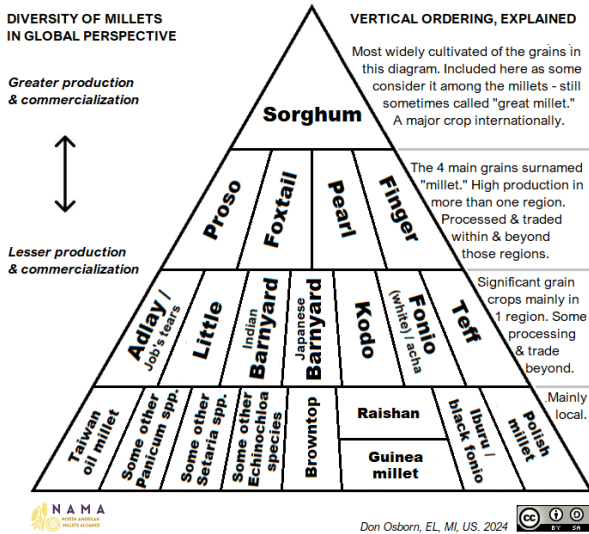 DIVERSITY OF MILLETS
IN GLOBAL PERSPECTIVE
Greater production
& commercialization
Lesser production
& commercialization
VERTICAL ORDERING, EXPLAINED
Most widely cultivated of the grains in
this diagram. Included here as some
consider it among the millets - still
sometimes called "great millet."
A major crop internationally.
The 4 main grains surnamed
"millet." High production in
more than one region.
Processed & traded
within & beyond
those regions.
Significant grain
crops mainly in
1 region. Some
processing
& trade
beyond.
Mainly
local.
Sorghum
Proso
Foxtail
Pearl
Finger
Adlay /
Job's tears
Little
Indian
Barnyard
Japanese
Barnyard
Kodo
Fonio
(white) / acha
Teff
Taiwan
oil millet
Some other
Panicum spp.
Some other
Setaria spp.
Some other
Echinochloa
species
Browntop
Raishan
Guinea
millet
Iburu /
black fonio
Polish
millet
NAMA
NORTH AMERICAN
MILLETS ALLIANCE
Don Osborn, EL, MI, US. 2024
cc
BY SA